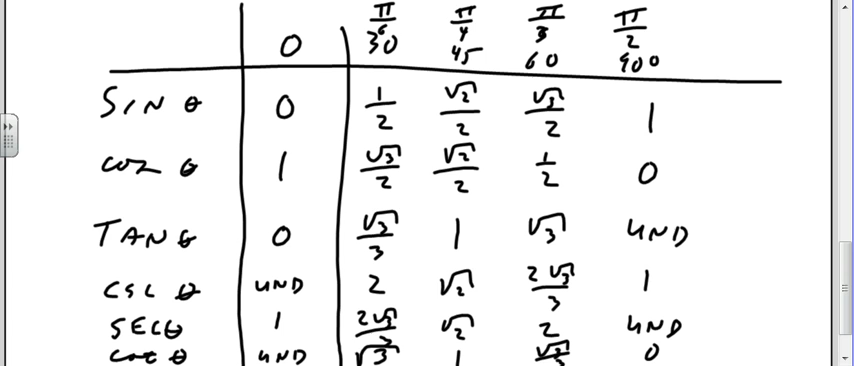 π/6 π/4 π/3 π/2
0 30 45 60 90°
SIN θ 0 1/2 √2/2 √3/2 1
COS θ 1 √3/2 √2/2 1/2 0
TAN θ 0 √3/3 1 √3 UND
CSC θ UND 2 √2 2√3/3 1
SEC θ 1 2√3/3 √2 2 UND
COT θ UND √3 1 √3/3 0